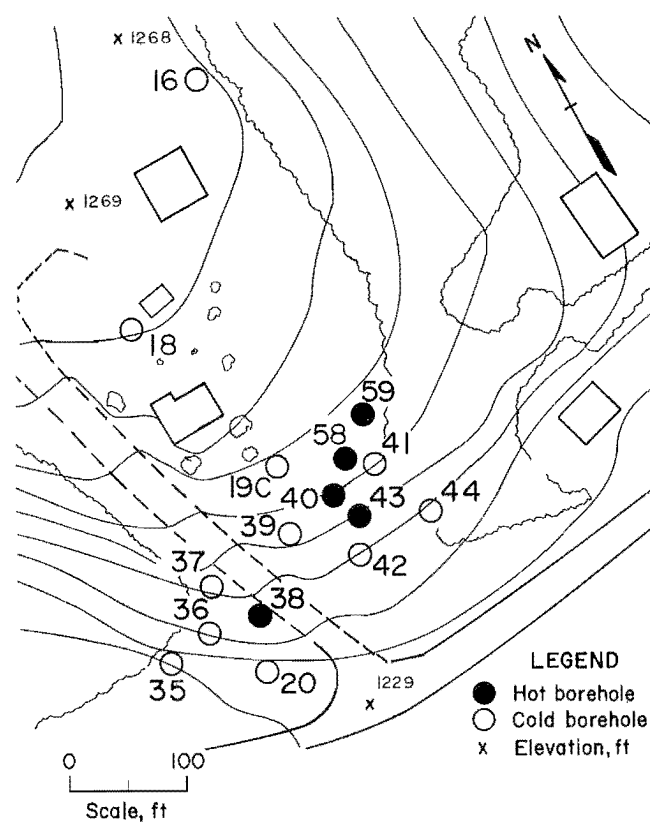 x 1268
16
N
x 1269
18
59
58
41
19C
40
43
44
39
42
37
38
36
35
20
1229
x
LEGEND
Hot borehole
Cold borehole
x Elevation, ft
0 100
Scale, ft